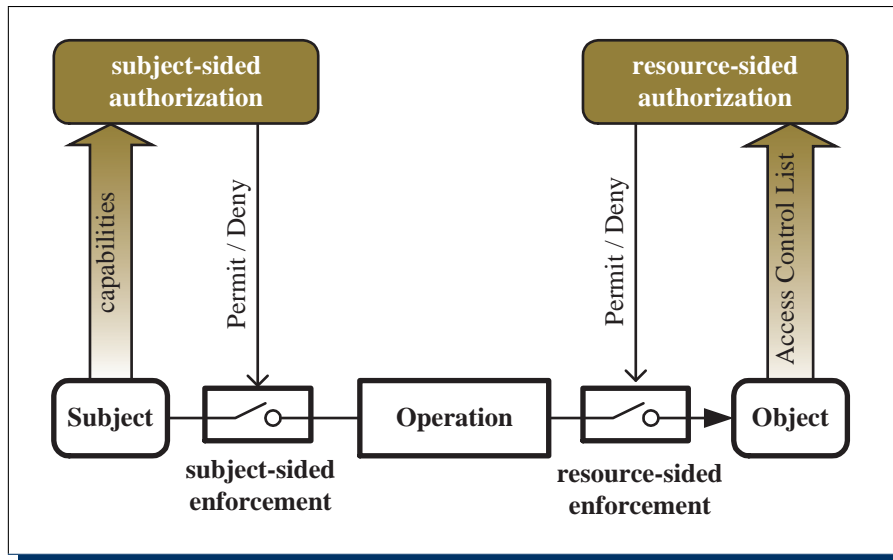 subject-sided
authorization
resource-sided
authorization
capabilities
Permit / Deny
Permit / Deny
Access Control List
Subject
Operation
Object
subject-sided
enforcement
resource-sided
enforcement